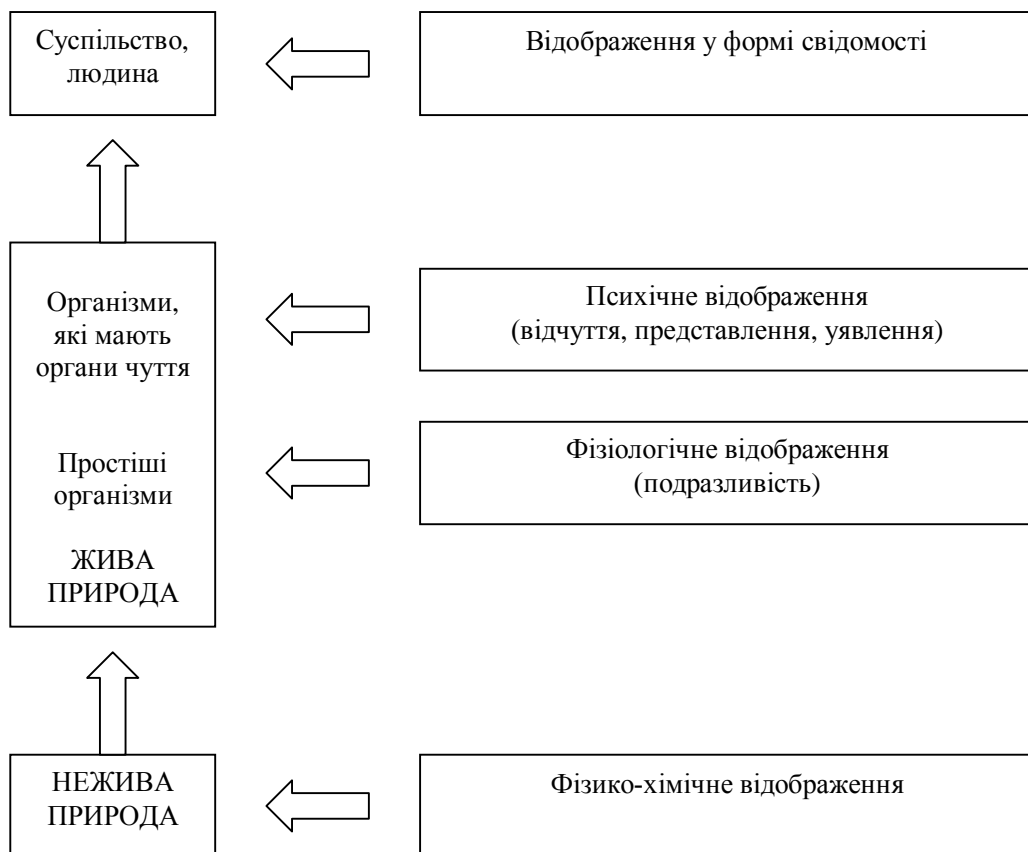 Суспільство,
людина
Відображення у формі свідомості
Організми,
які мають
органи чуття
Психічне відображення
(відчуття, представлення, уявлення)
Простіші
організми
Фізіологічне відображення
(подразливість)
ЖИВА
ПРИРОДА
НЕЖИВА
ПРИРОДА
Фізико-хімічне відображення